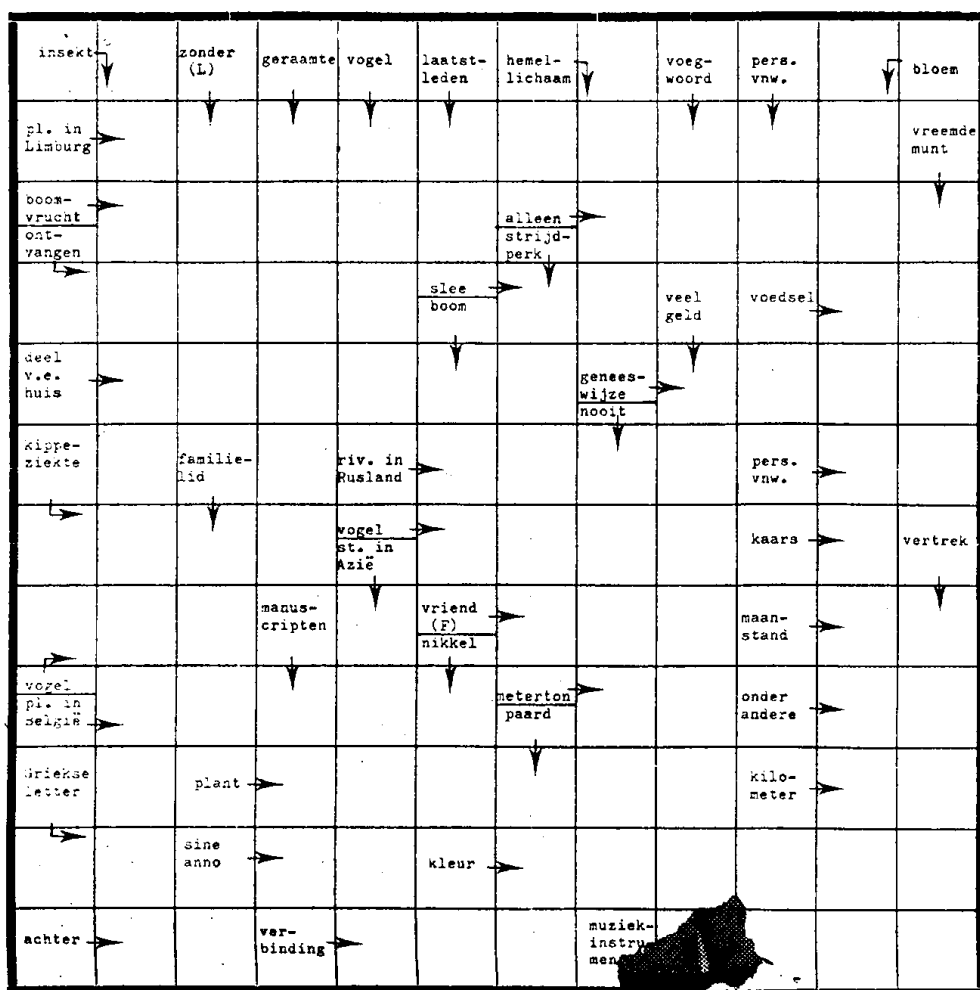 insekt
zonder
(L)
geraamte
vogel
laatst-
leden
hemel-
lichaam
voeg-
woord
pers.
vnw.
bloem
pl. in
Limburg
vreemde
munt
boom-
vrucht
ont-
vangen
alleen
strijd-
perk
slee
boom
veel
geld
voedsel
deel
v.e.
huis
genees-
wijze
nooit
kippe-
ziekte
familie-
lid
riv. in
Rusland
pers.
vnw.
vogel
st. in
Azië
kaars
vertrek
manus-
cripten
vriend
(F)
nikkel
maan-
stand
vogel
pl. in
België
meterton
paard
onder
andere
Griekse
letter
plant
kilo-
meter
sine
anno
kleur
achter
ver-
binding
muziek-
instru-
men